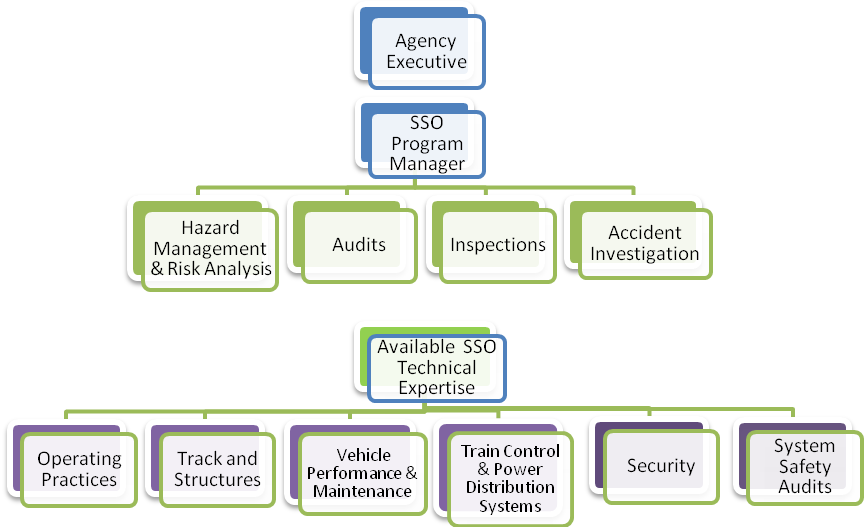 Agency
Executive
SSO
Program
Manager
Hazard
Management
& Risk Analysis
Audits
Inspections
Accident
Investigation
Available SSO
Technical
Expertise
Operating
Practices
Track and
Structures
Vehicle
Performance &
Maintenance
Train Control
& Power
Distribution
Systems
Security
System
Safety
Audits